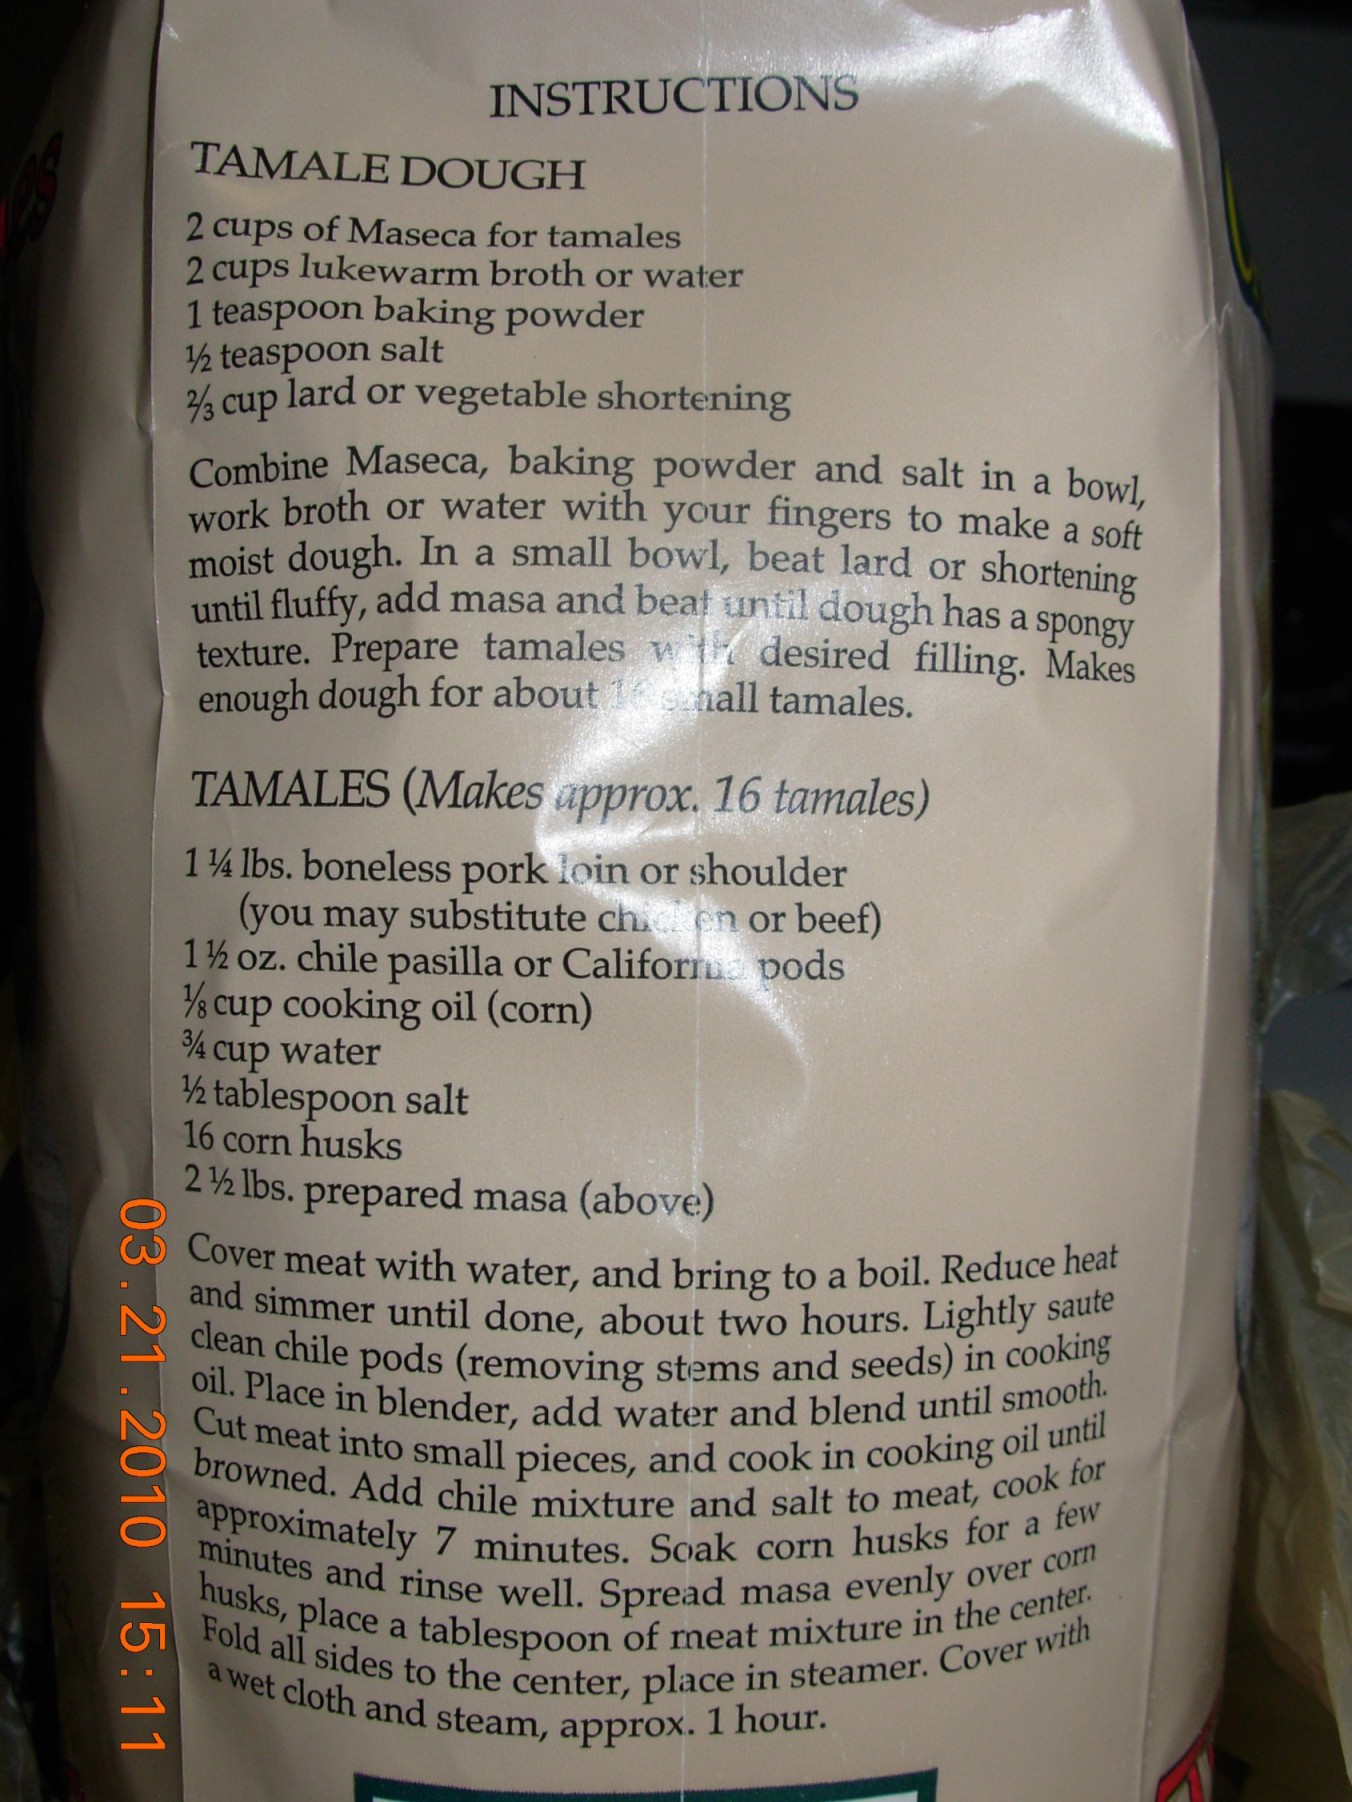 INSTRUCTIONS
TAMALE DOUGH
2 cups of Maseca for tamales
2 cups lukewarm broth or water
1 teaspoon baking powder
½ teaspoon salt
⅔ cup lard or vegetable shortening
Combine Maseca, baking powder and salt in a bowl,
work broth or water with your fingers to make a soft
moist dough. In a small bowl, beat lard or shortening
until fluffy, add masa and beat until dough has a spongy
texture. Prepare tamales with desired filling. Makes
enough dough for about 16 small tamales.
TAMALES (Makes approx. 16 tamales)
1 ¼ lbs. boneless pork loin or shoulder
(you may substitute chicken or beef)
1 ½ oz. chile pasilla or California pods
⅛ cup cooking oil (corn)
¾ cup water
½ tablespoon salt
16 corn husks
2 ½ lbs. prepared masa (above)
Cover meat with water, and bring to a boil. Reduce heat
and simmer until done, about two hours. Lightly saute
clean chile pods (removing stems and seeds) in cooking
oil. Place in blender, add water and blend until smooth.
Cut meat into small pieces, and cook in cooking oil until
browned. Add chile mixture and salt to meat, cook for
approximately 7 minutes. Soak corn husks for a few
minutes and rinse well. Spread masa evenly over corn
husks, place a tablespoon of meat mixture in the center.
Fold all sides to the center, place in steamer. Cover with
a wet cloth and steam, approx. 1 hour.
03.21.2010 15:11